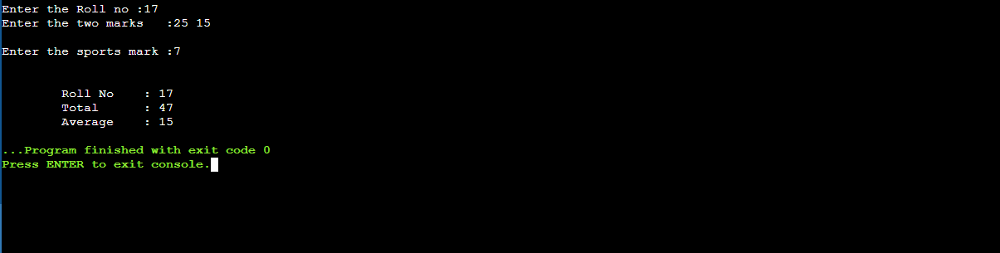 Enter the Roll no :17
Enter the two marks   :25 15
Enter the sports mark :7
Roll No    : 17
Total      : 47
Average    : 15
...Program finished with exit code 0
Press ENTER to exit console.